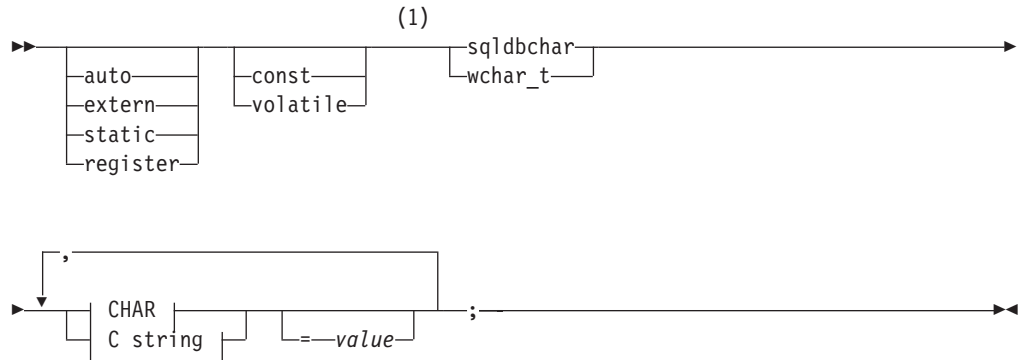 (1)
sqldbchar
auto const wchar_t
extern volatile
static
register
,
CHAR ;
C string = value